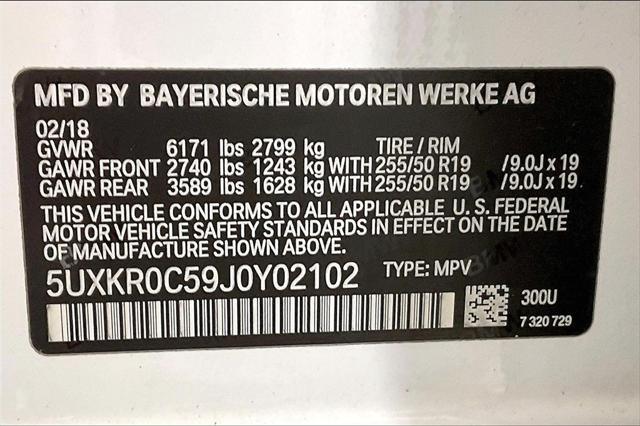 MFD BY BAYERISCHE MOTOREN WERKE AG
02/18
GVWR 6171 lbs 2799 kg TIRE / RIM
GAWR FRONT 2740 lbs 1243 kg WITH 255/50 R19 /9.0J x 19
GAWR REAR 3589 lbs 1628 kg WITH 255/50 R19 /9.0J x 19
THIS VEHICLE CONFORMS TO ALL APPLICABLE U. S. FEDERAL
MOTOR VEHICLE SAFETY STANDARDS IN EFFECT ON THE DATE
OF MANUFACTURE SHOWN ABOVE.
5UXKR0C59J0Y02102 TYPE: MPV
300U
7 320 729